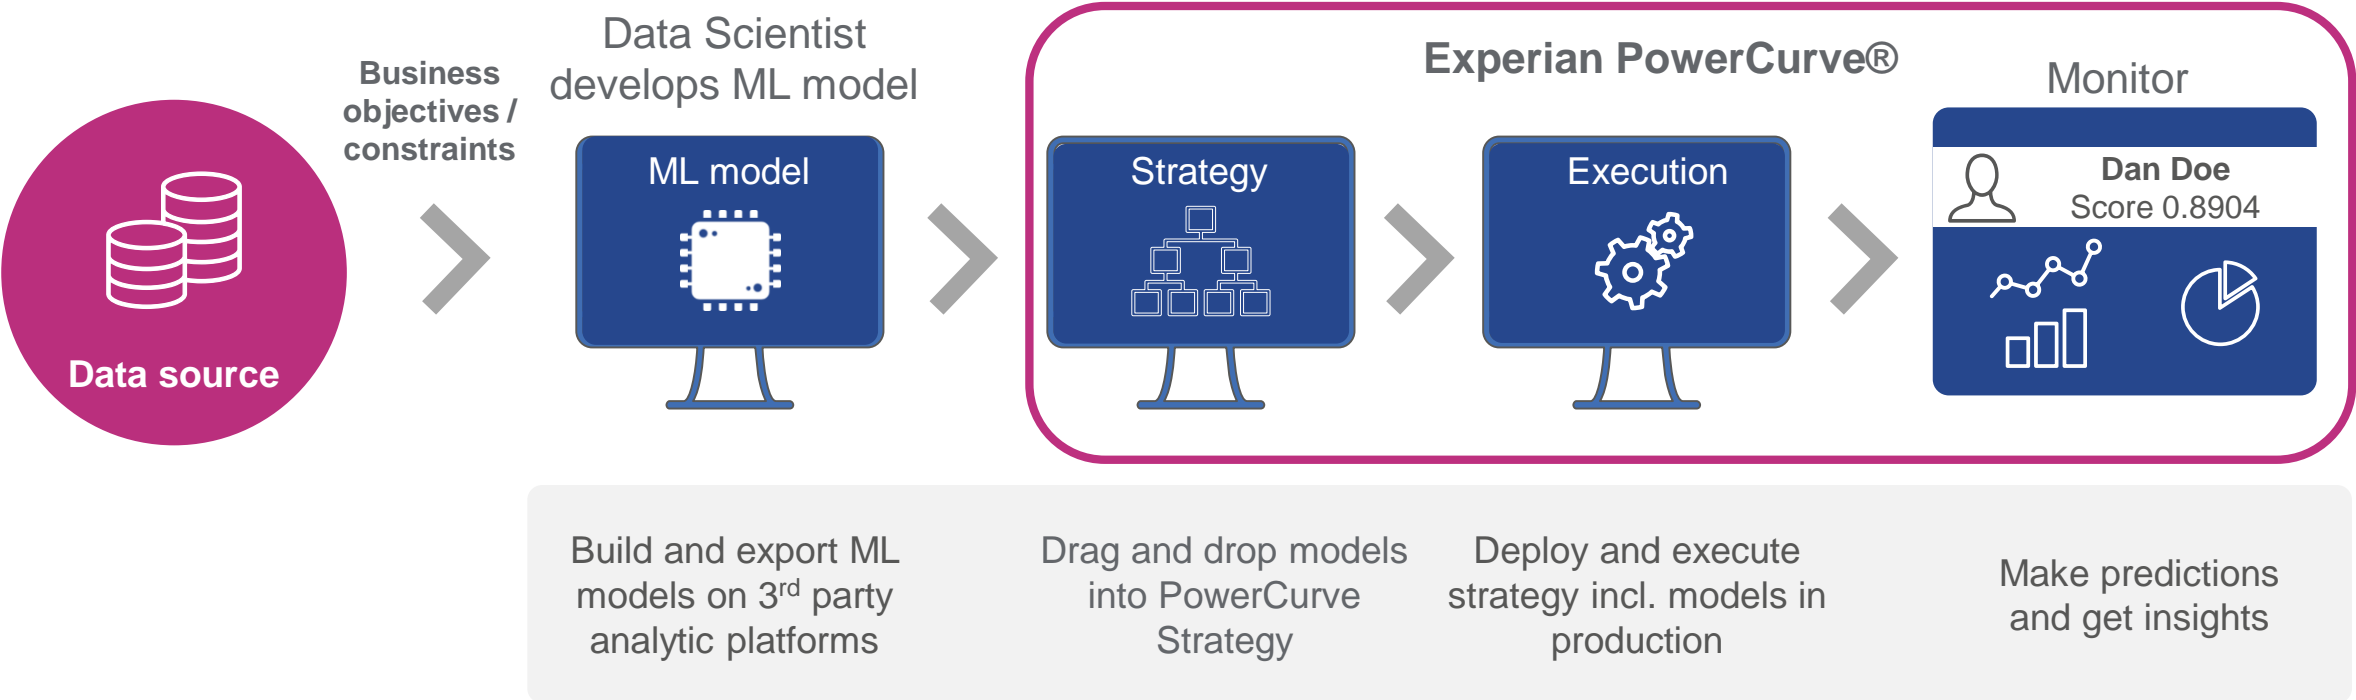 Business
objectives /
constraints
Data source
Data Scientist
develops ML model
ML model
Experian PowerCurve®
Strategy
Execution
Monitor
Dan Doe
Score 0.8904
Build and export ML
models on 3rd party
analytic platforms
Drag and drop models
into PowerCurve
Strategy
Deploy and execute
strategy incl. models in
production
Make predictions
and get insights